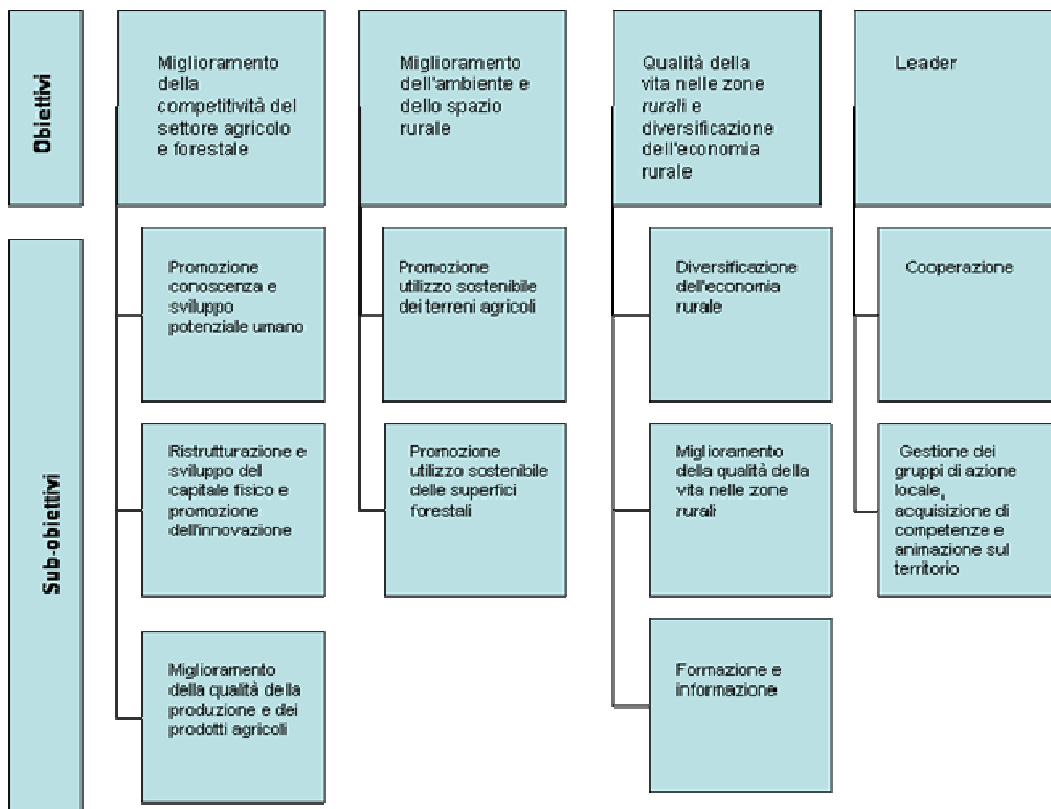 Obiettivi
Miglioramento
della
competitività del
settore agricolo
e forestale
Miglioramento
dell'ambiente e
dello spazio
rurale
Qualità della
vita nelle zone
rurali e
diversificazione
dell'economia
rurale
Leader
Sub-obiettivi
Promozione
conoscenza e
sviluppo
potenziale umano
Promozione
utilizzo sostenibile
dei terreni agricoli
Diversificazione
dell'economia
rurale
Cooperazione
Ristrutturazione e
sviluppo del
capitale fisico e
promozione
dell'innovazione
Promozione
utilizzo sostenibile
delle superfici
forestali
Miglioramento
della qualità della
vita nelle zone
rurali
Gestione dei
gruppi di azione
locale,
acquisizione di
competenze e
animazione sul
territorio
Miglioramento
della qualità della
produzione e dei
prodotti agricoli
Formazione e
informazione